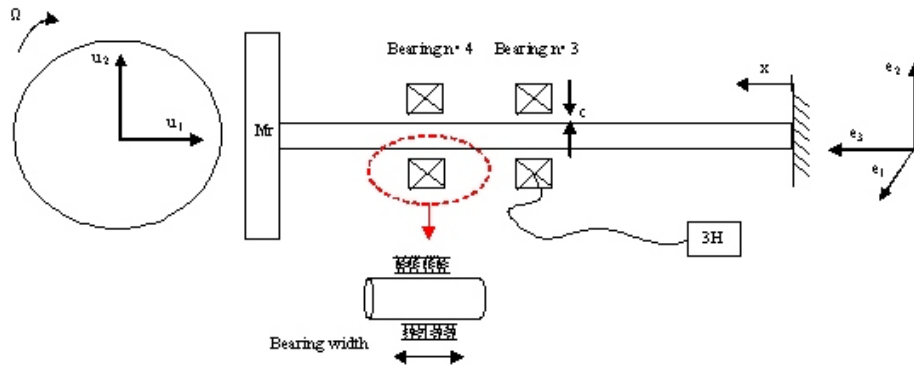 Ω
u2
u1
Mr
Bearing n° 4
Bearing n° 3
c
x
e2
e3
e1
3H
Bearing width